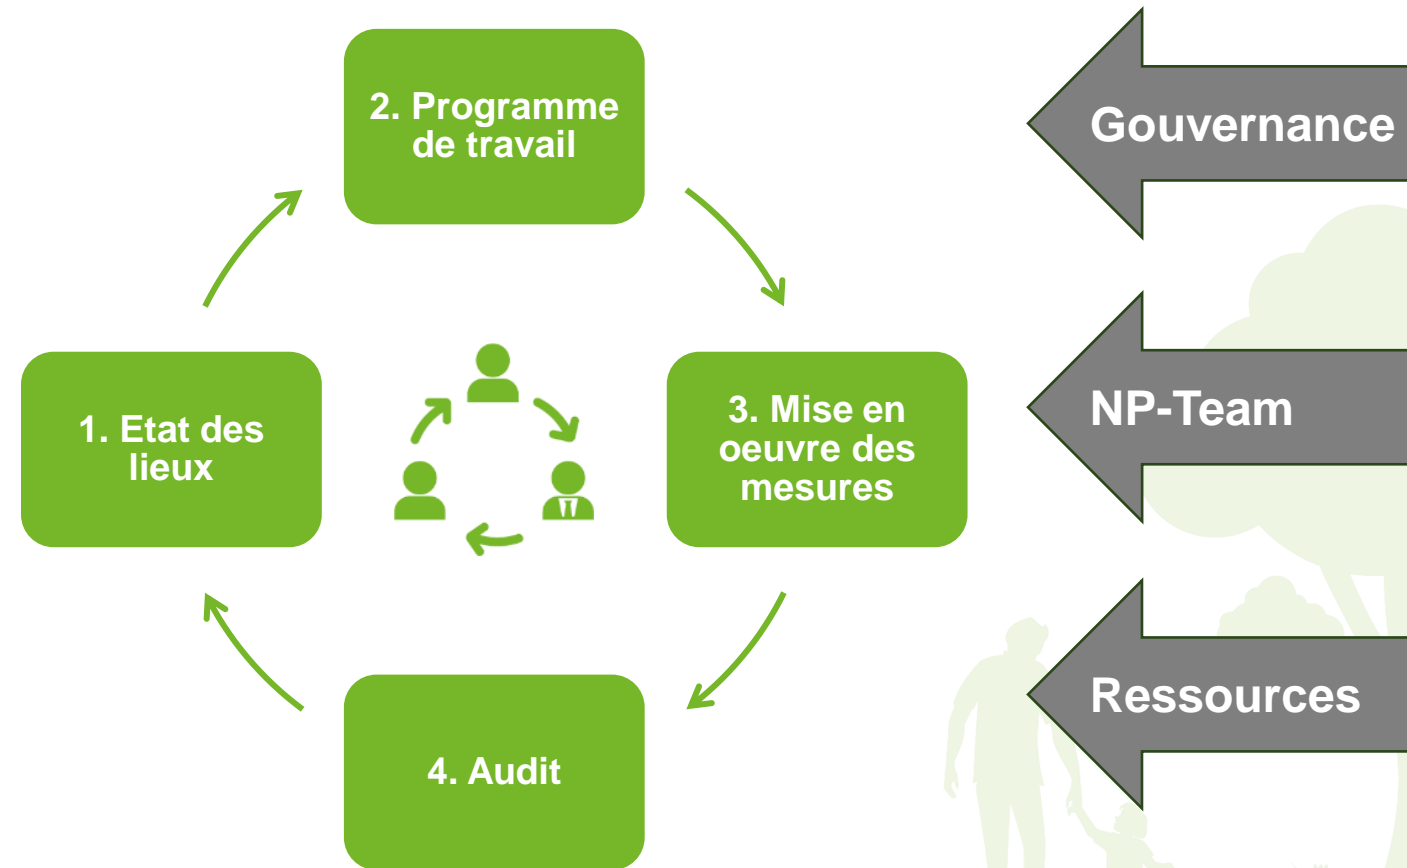 2. Programme
de travail
Gouvernance
1. Etat des
lieux
3. Mise en
oeuvre des
mesures
NP-Team
4. Audit
Ressources